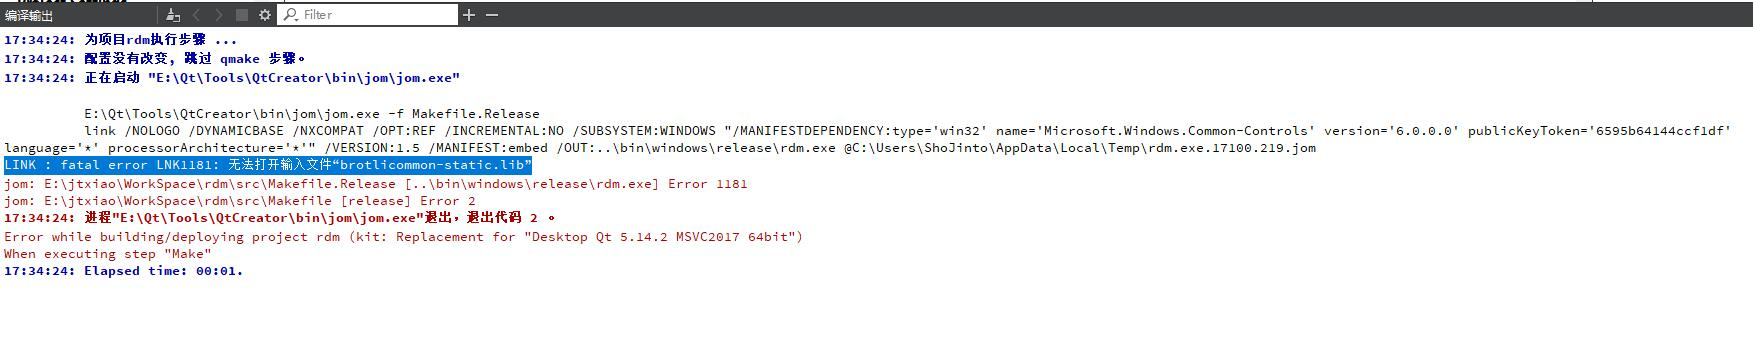 编译输出 Filter
17:34:24: 为项目rdm执行步骤 ...
17:34:24: 配置没有改变, 跳过 qmake 步骤。
17:34:24: 正在启动 "E:\Qt\Tools\QtCreator\bin\jom\jom.exe"
E:\Qt\Tools\QtCreator\bin\jom\jom.exe -f Makefile.Release
link /NOLOGO /DYNAMICBASE /NXCOMPAT /OPT:REF /INCREMENTAL:NO /SUBSYSTEM:WINDOWS "/MANIFESTDEPENDENCY:type='win32' name='Microsoft.Windows.Common-Controls' version='6.0.0.0' publicKeyToken='6595b64144ccf1df'
language='*' processorArchitecture='*'" /VERSION:1.5 /MANIFEST:embed /OUT:..\bin\windows\release\rdm.exe @C:\Users\ShoJinto\AppData\Local\Temp\rdm.exe.17100.219.jom
LINK : fatal error LNK1181: 无法打开输入文件“brotlicommon-static.lib”
jom: E:\jtxiao\WorkSpace\rdm\src\Makefile.Release [..\bin\windows\release\rdm.exe] Error 1181
jom: E:\jtxiao\WorkSpace\rdm\src\Makefile [release] Error 2
17:34:24: 进程"E:\Qt\Tools\QtCreator\bin\jom\jom.exe"退出，退出代码 2 。
Error while building/deploying project rdm (kit: Replacement for "Desktop Qt 5.14.2 MSVC2017 64bit")
When executing step "Make"
17:34:24: Elapsed time: 00:01.